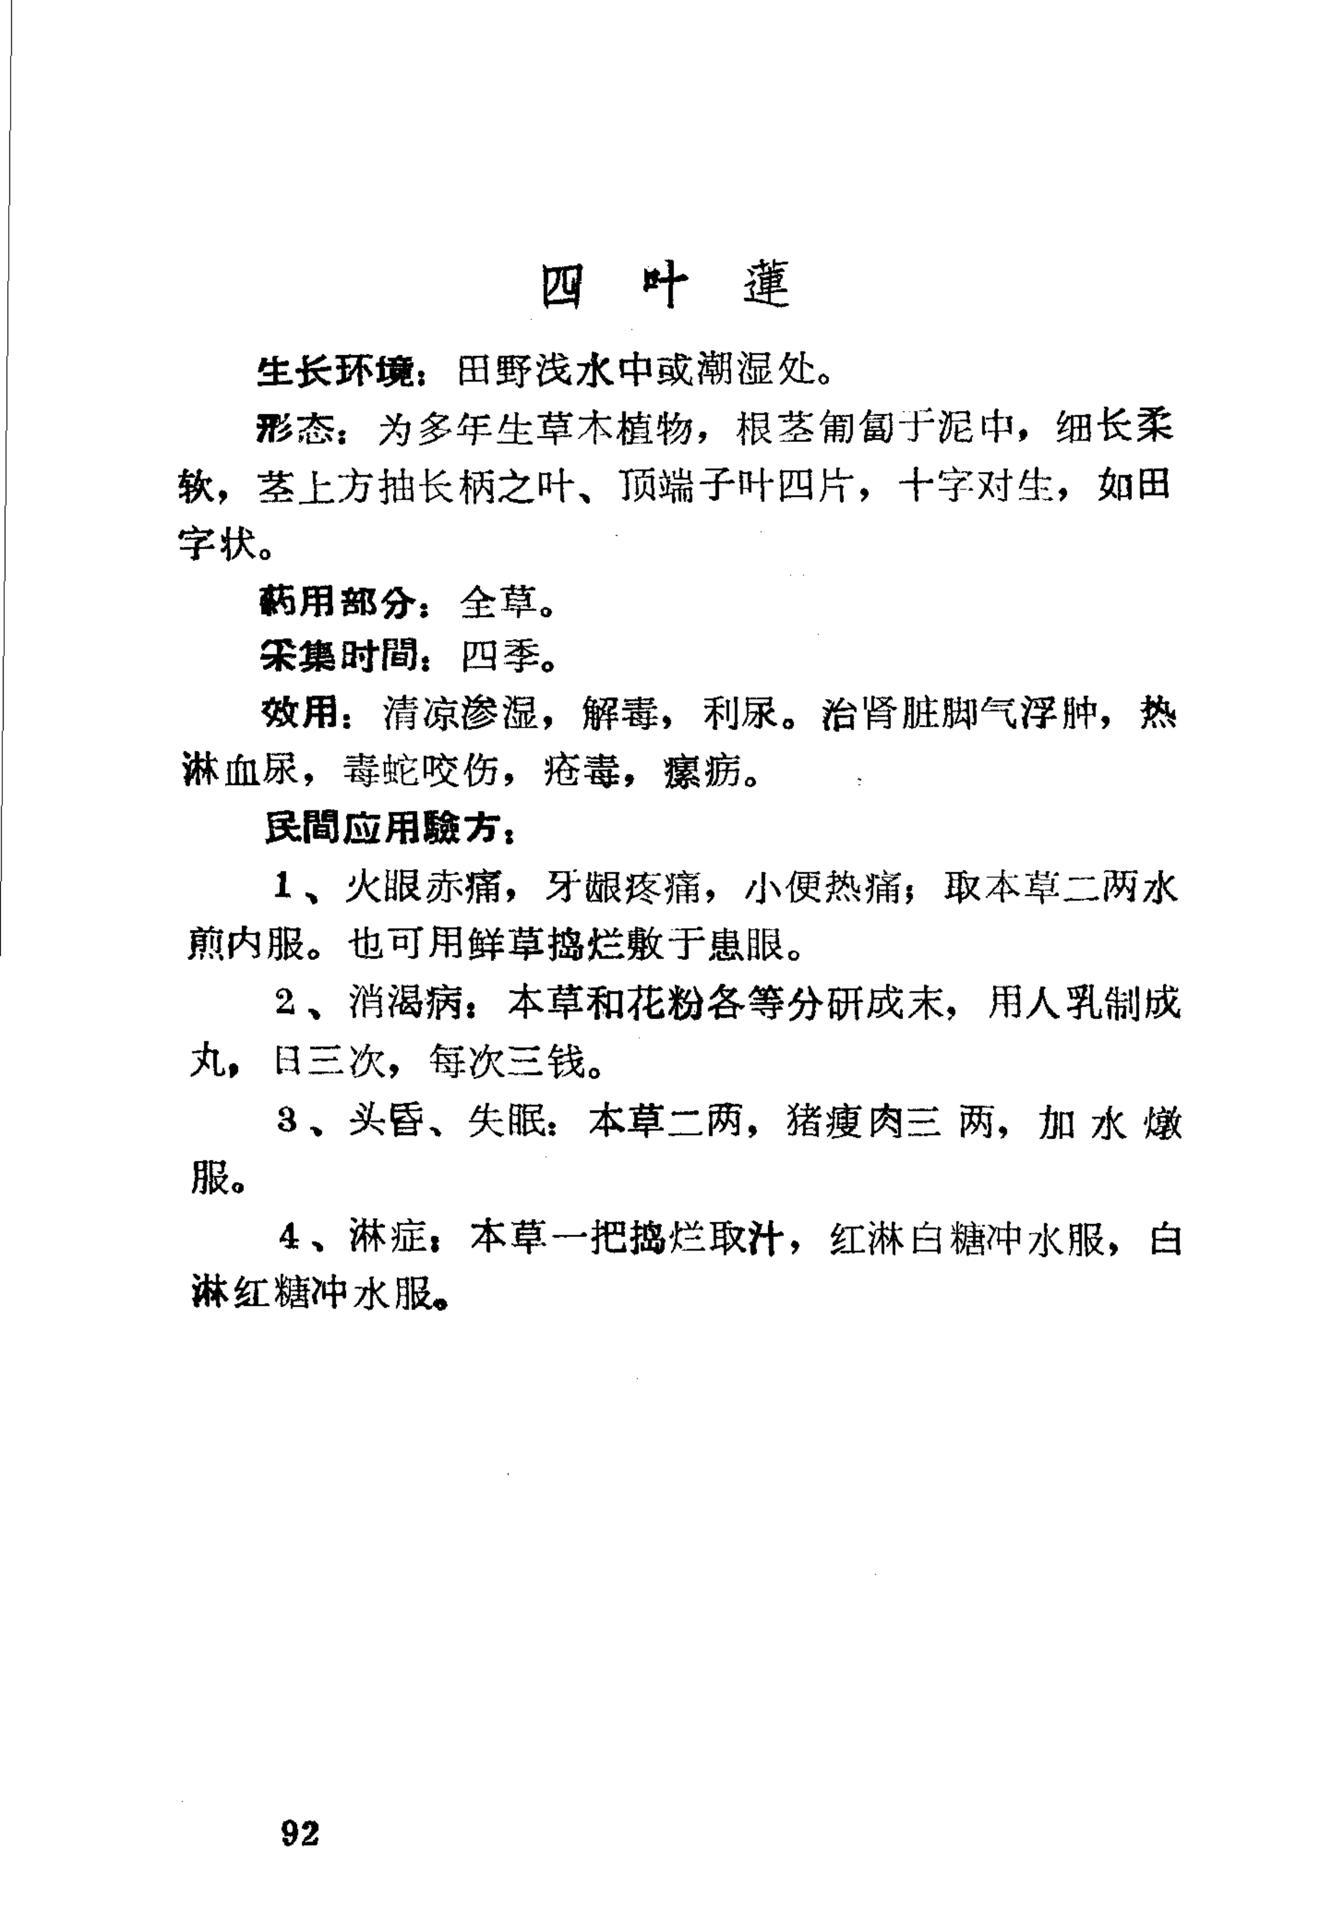 四叶蓮
生长环境：田野浅水中或潮湿处。
形态：为多年生草木植物，根茎匍匐于泥中，细长柔
软，茎上方抽长柄之叶、顶端子叶四片，十字对生，如田
字状。
葯用部分：全草。
采集时間：四季。
效用：清凉渗湿，解毒，利尿。治肾脏脚气浮肿，热
淋血尿，毒蛇咬伤，疮毒，瘰疬。
民間应用驗方：
1、火眼赤痛，牙龈疼痛，小便热痛；取本草二两水
煎内服。也可用鲜草捣烂敷于患眼。
2、消渴病：本草和花粉各等分研成末，用人乳制成
丸，日三次，每次三钱。
3、头昏、失眠：本草二两，猪瘦肉三两，加水燉
服。
4、淋症：本草一把捣烂取汁，红淋白糖冲水服，白
淋红糖冲水服。
92